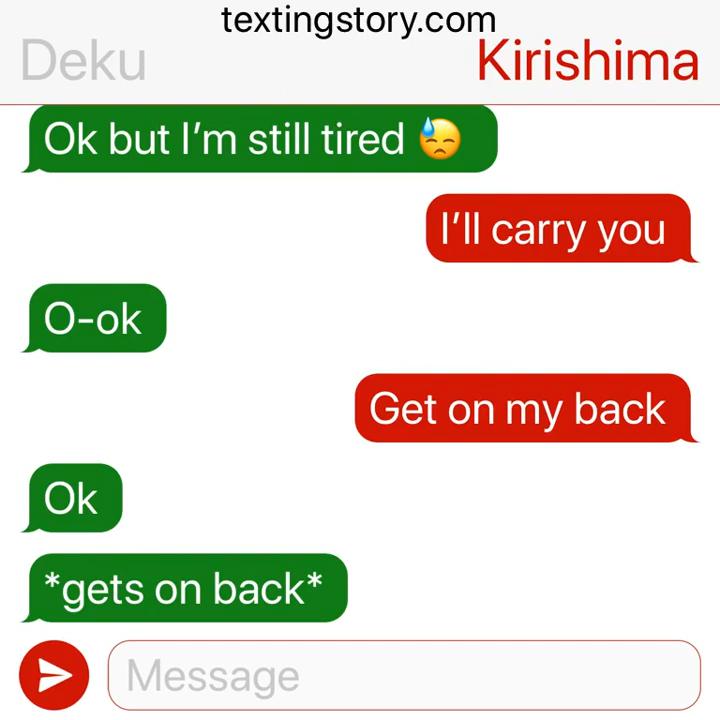 textingstory.com
Deku
Kirishima
Ok but I’m still tired 😓
I’ll carry you
O-ok
Get on my back
Ok
*gets on back*
Message